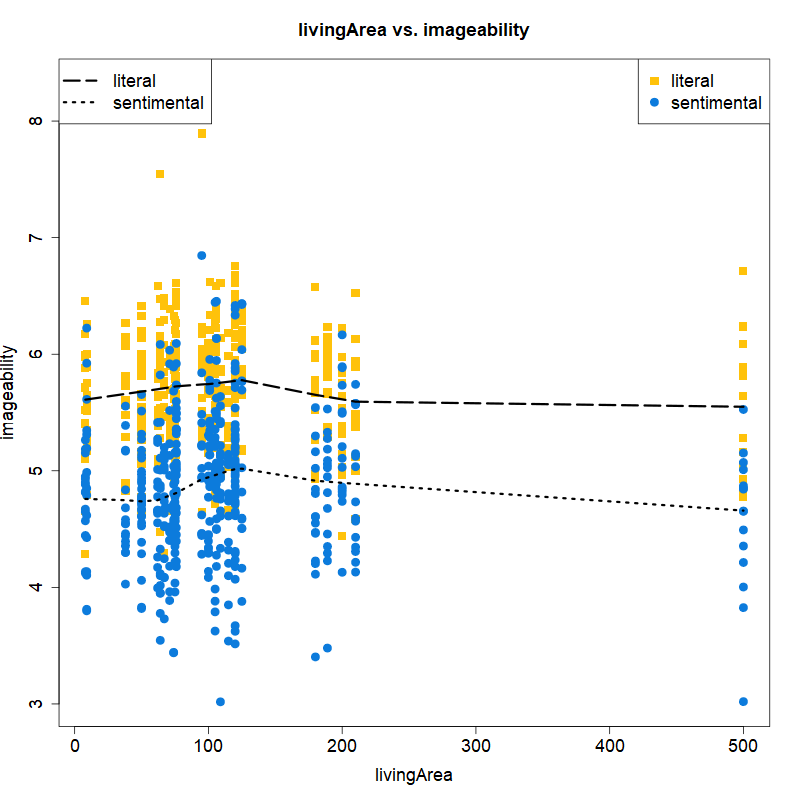 livingArea vs. imageability
literal
sentimental
literal
sentimental
8
7
6
5
4
3
imageability
0 100 200 300 400 500
livingArea